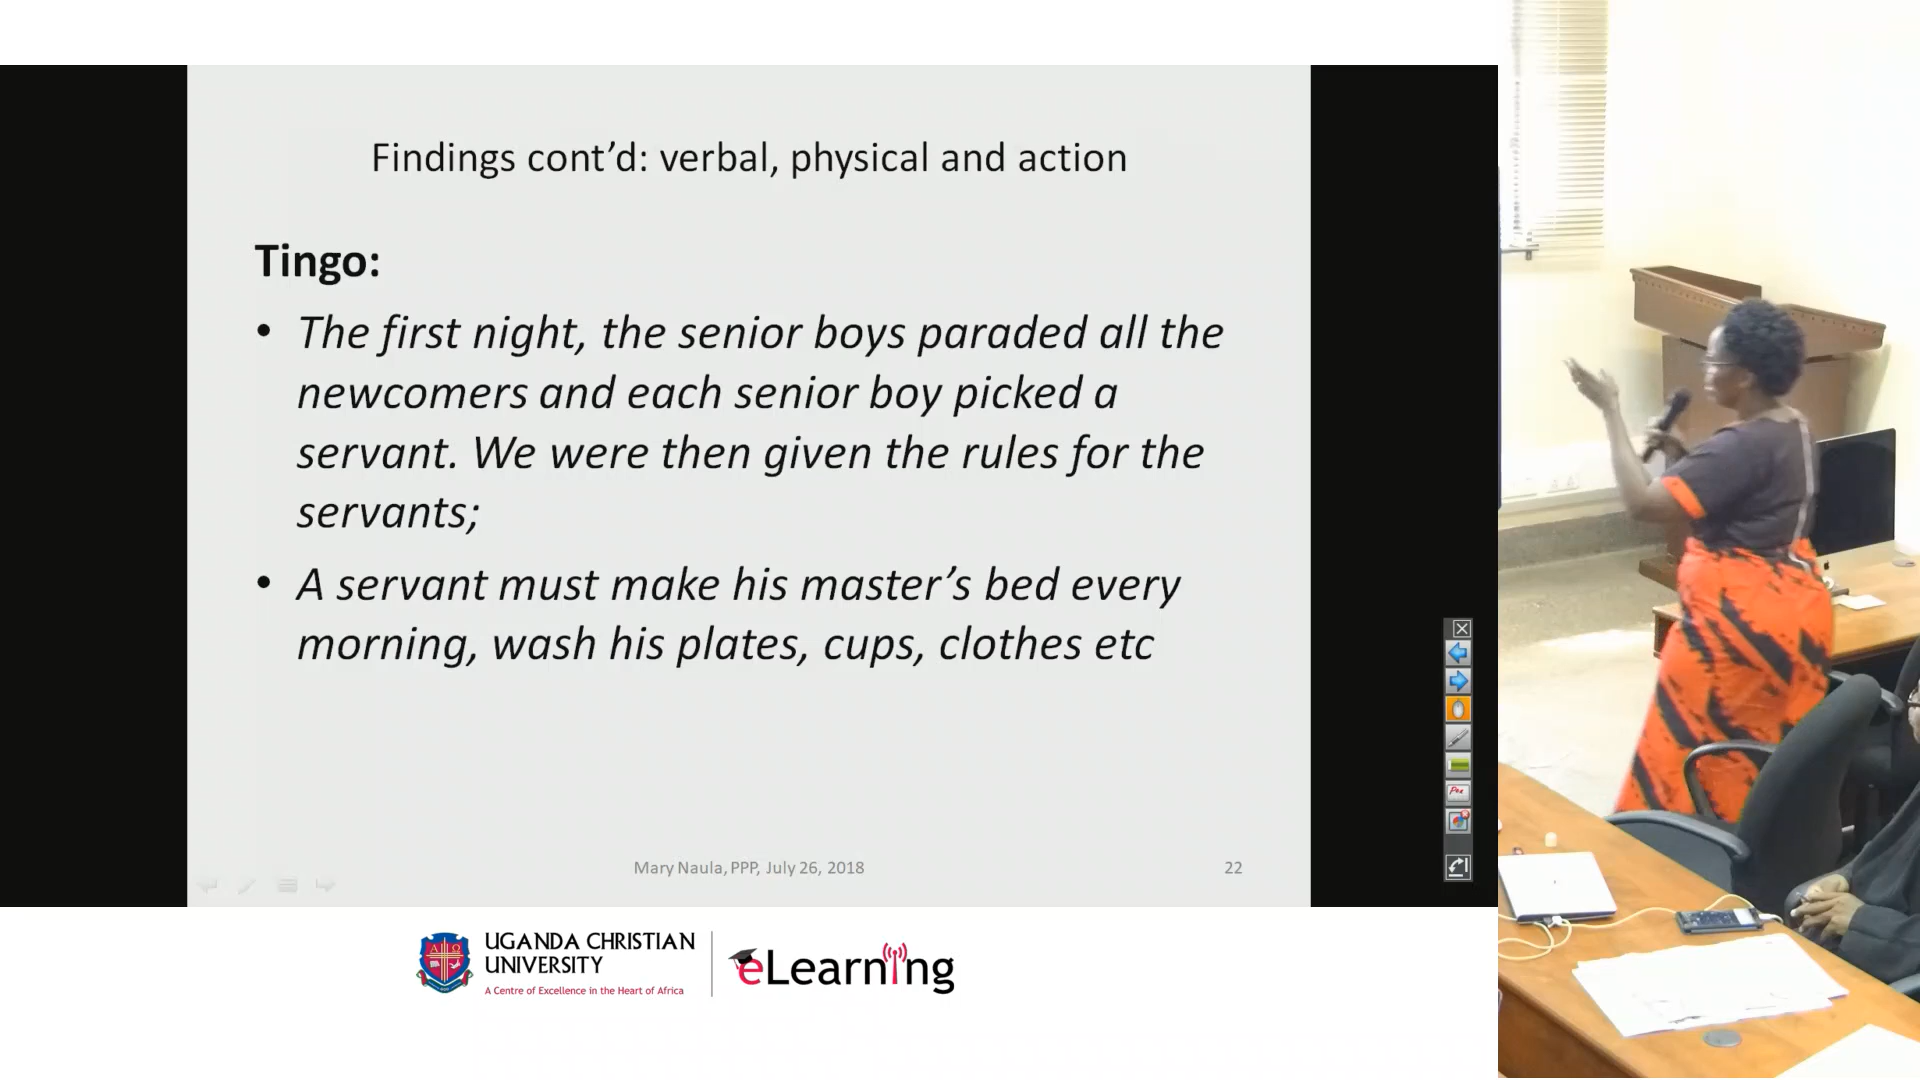 Findings cont’d: verbal, physical and action
Tingo:
• The first night, the senior boys paraded all the
newcomers and each senior boy picked a
servant. We were then given the rules for the
servants;
• A servant must make his master’s bed every
morning, wash his plates, cups, clothes etc
Mary Naula, PPP, July 26, 2018
22
UGANDA CHRISTIAN
UNIVERSITY
A Centre of Excellence in the Heart of Africa
eLearning